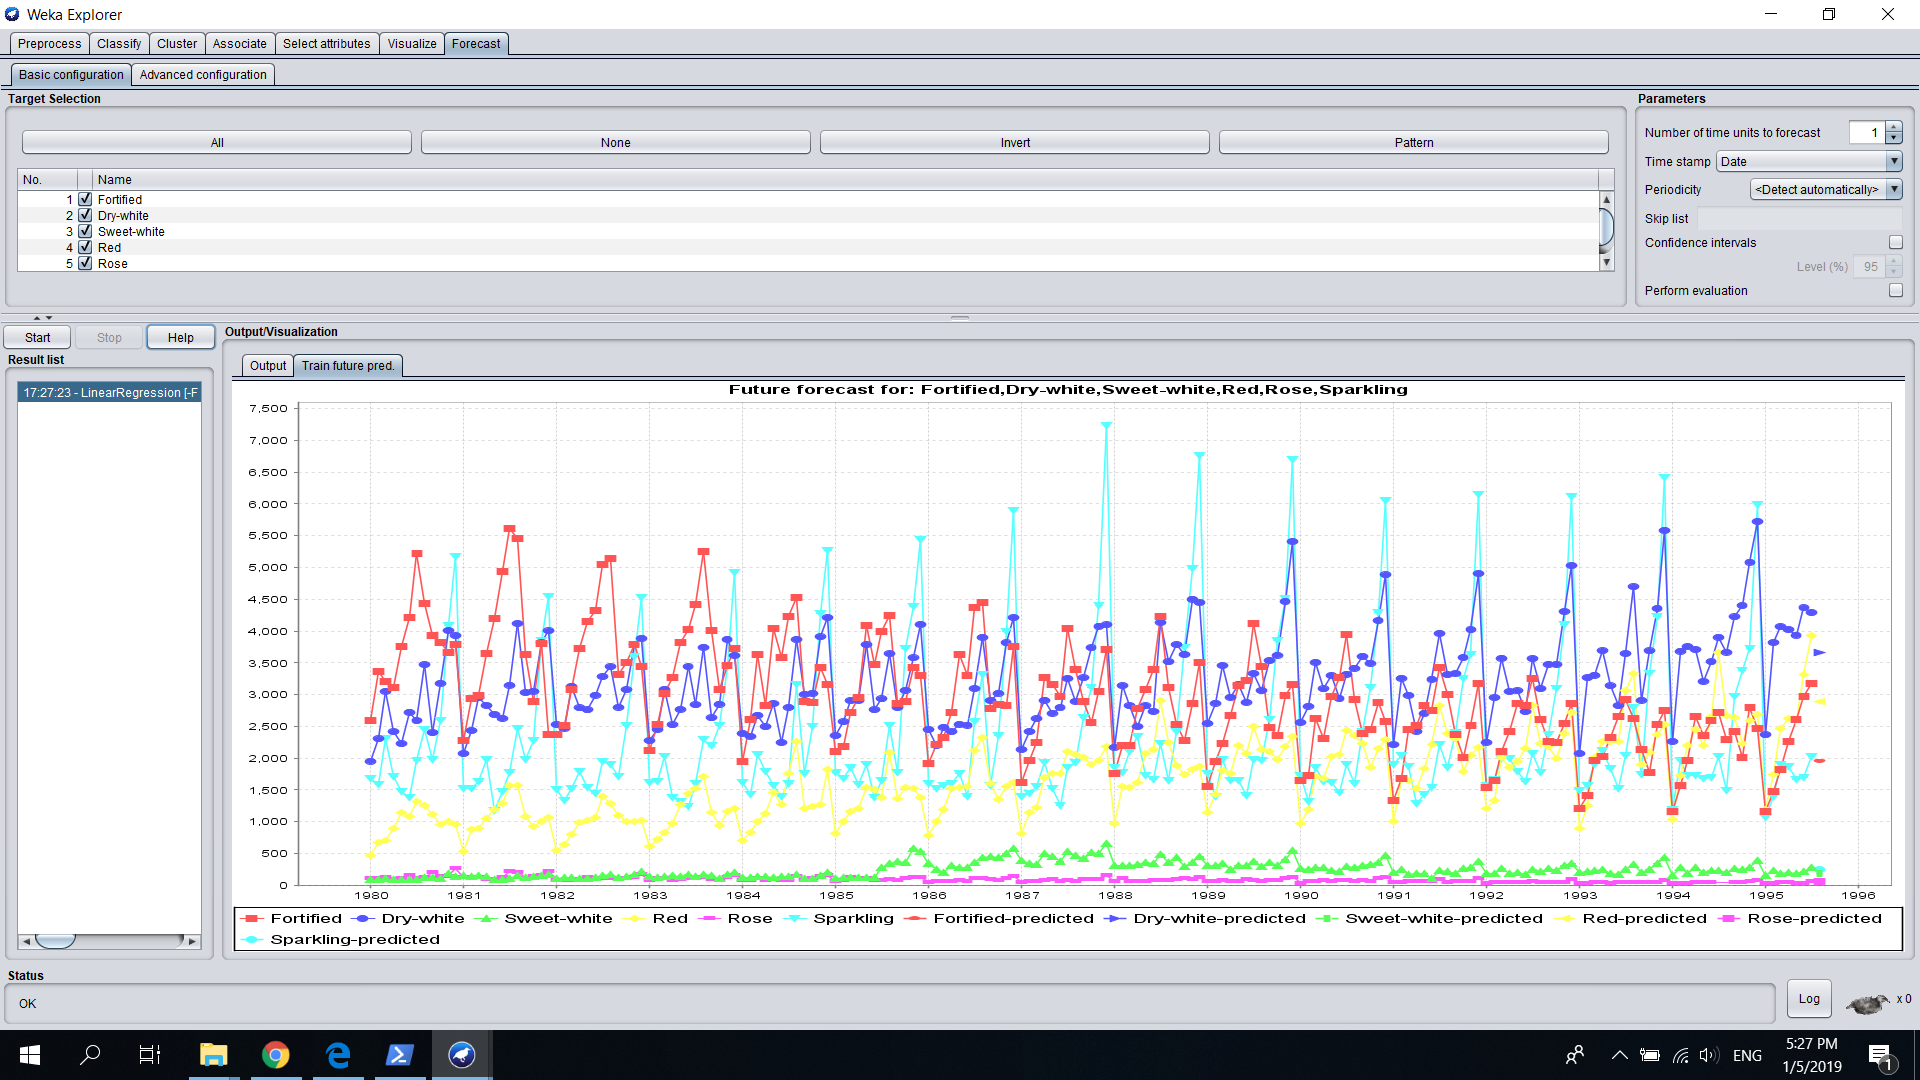 Weka Explorer
Preprocess Classify Cluster Associate Select attributes Visualize Forecast
Basic configuration Advanced configuration
Target Selection
All None Invert Pattern
No. Name
1 Fortified
2 Dry-white
3 Sweet-white
4 Red
5 Rose
Parameters
Number of time units to forecast 1
Time stamp Date
Periodicity <Detect automatically>
Skip list
Confidence intervals
Level (%) 95
Perform evaluation
Start Stop Help
Result list
17:27:23 - LinearRegression [-F
Output/Visualization
Output Train future pred.
Future forecast for: Fortified,Dry-white,Sweet-white,Red,Rose,Sparkling
7,500
7,000
6,500
6,000
5,500
5,000
4,500
4,000
3,500
3,000
2,500
2,000
1,500
1,000
500
0
1980 1981 1982 1983 1984 1985 1986 1987 1988 1989 1990 1991 1992 1993 1994 1995 1996
Fortified Dry-white Sweet-white Red Rose Sparkling Fortified-predicted Dry-white-predicted Sweet-white-predicted Red-predicted Rose-predicted
Sparkling-predicted
Status
OK
Log x 0
ENG
5:27 PM
1/5/2019
1